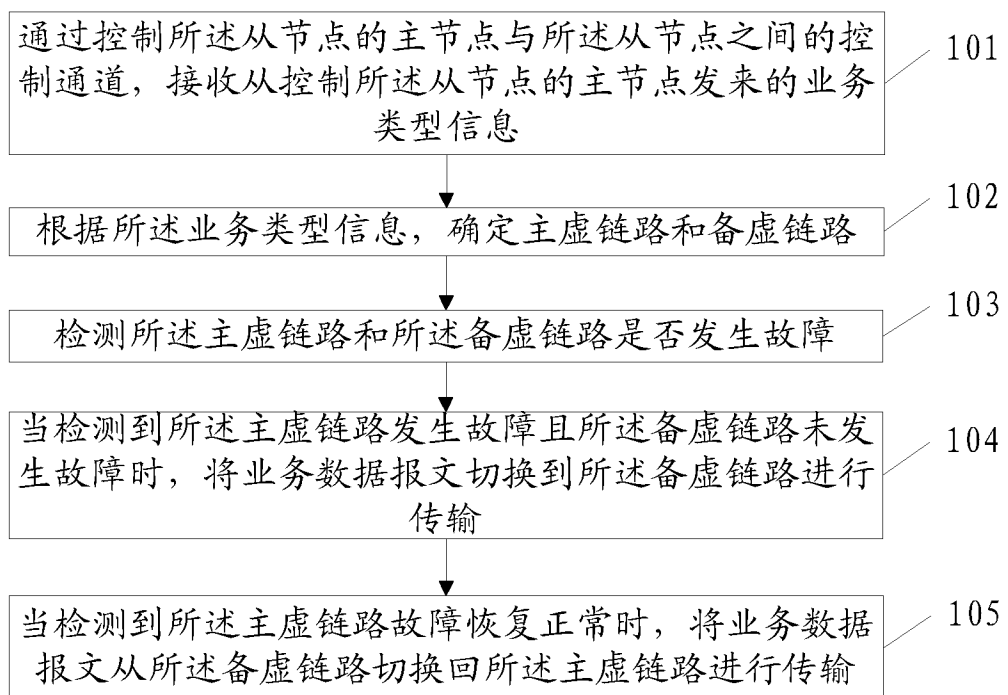 通过控制所述从节点的主节点与所述从节点之间的控
制通道，接收从控制所述从节点的主节点发来的业务
类型信息
101
根据所述业务类型信息，确定主虚链路和备虚链路
102
检测所述主虚链路和所述备虚链路是否发生故障
103
当检测到所述主虚链路发生故障且所述备虚链路未发
生故障时，将业务数据报文切换到所述备虚链路进行
传输
104
当检测到所述主虚链路故障恢复正常时，将业务数据
报文从所述备虚链路切换回所述主虚链路进行传输
105